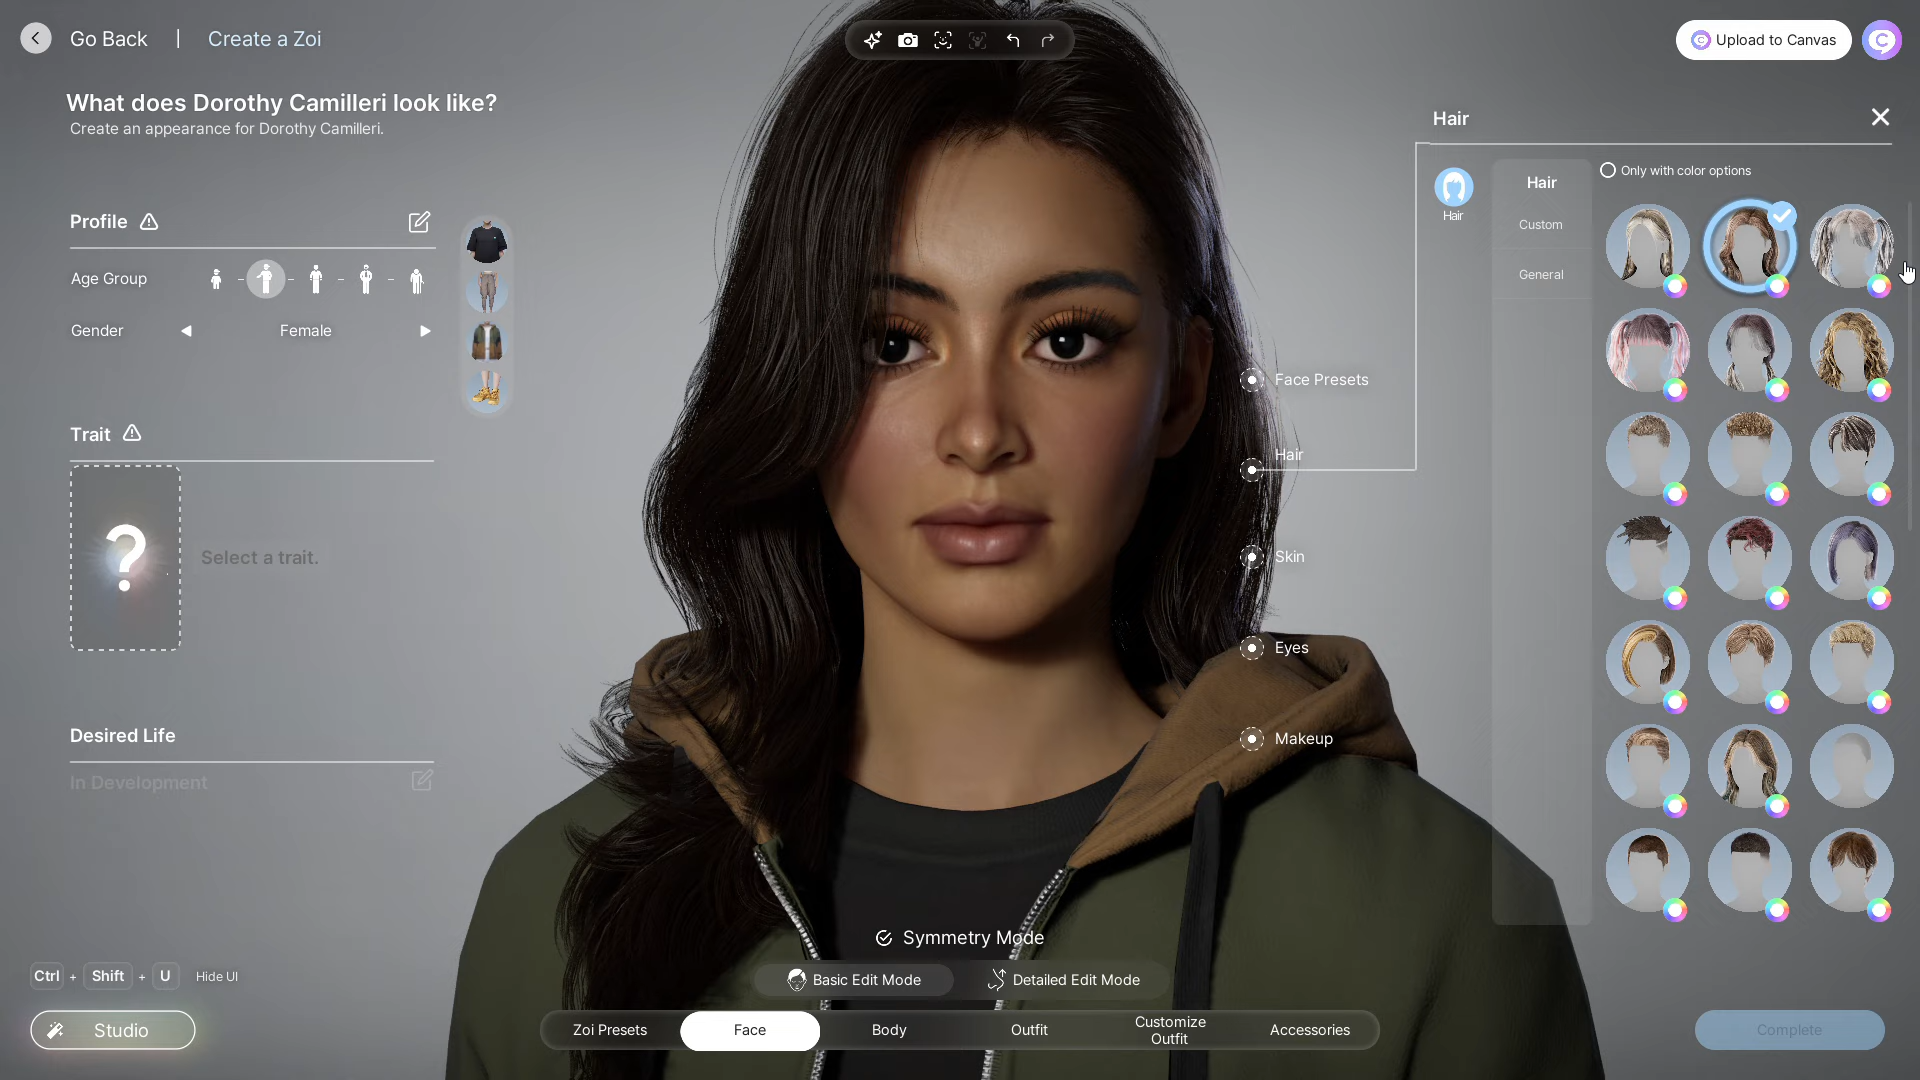 Go Back | Create a Zoi
Upload to Canvas
What does Dorothy Camilleri look like?
Create an appearance for Dorothy Camilleri.
Profile
Age Group
Gender
Female
Trait
?
Select a trait.
Desired Life
In Development
Face Presets
Hair
Skin
Eyes
Makeup
Hair
Hair
Hair
Custom
General
Only with color options
Symmetry Mode
Basic Edit Mode
Detailed Edit Mode
Ctrl + Shift + U Hide UI
Studio
Zoi Presets
Face
Body
Outfit
Customize
Outfit
Accessories
Complete